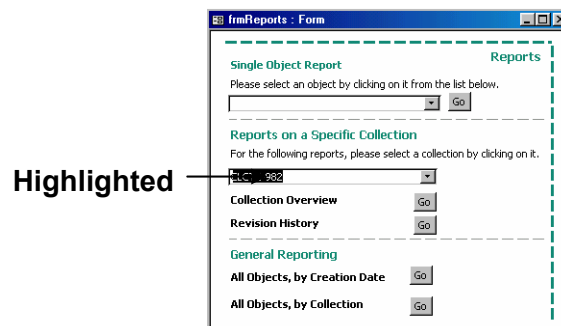 frmReports : Form
Reports
Single Object Report
Please select an object by clicking on it from the list below.
Go
Reports on a Specific Collection
For the following reports, please select a collection by clicking on it.
Highlighted
982
Collection Overview Go
Revision History Go
General Reporting
All Objects, by Creation Date Go
All Objects, by Collection Go